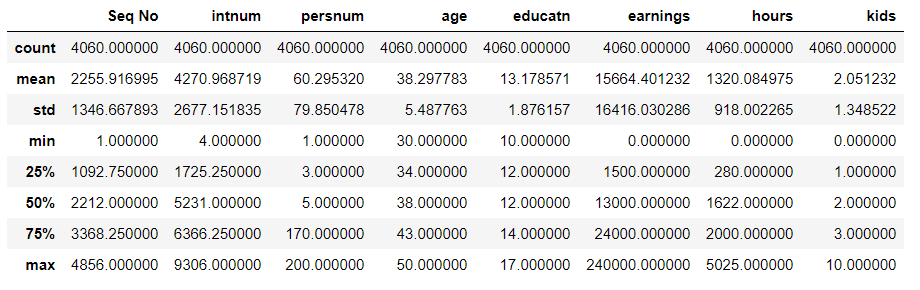 Seq No intnum persnum age educatn earnings hours kids
count 4060.000000 4060.000000 4060.000000 4060.000000 4060.000000 4060.000000 4060.000000 4060.000000
mean 2255.916995 4270.968719 60.295320 38.297783 13.178571 15664.401232 1320.084975 2.051232
std 1346.667893 2677.151835 79.850478 5.487763 1.876157 16416.030286 918.002265 1.348522
min 1.000000 4.000000 1.000000 30.000000 10.000000 0.000000 0.000000 0.000000
25% 1092.750000 1725.250000 3.000000 34.000000 12.000000 1500.000000 280.000000 1.000000
50% 2212.000000 5231.000000 5.000000 38.000000 12.000000 13000.000000 1622.000000 2.000000
75% 3368.250000 6366.250000 170.000000 43.000000 14.000000 24000.000000 2000.000000 3.000000
max 4856.000000 9306.000000 200.000000 50.000000 17.000000 240000.000000 5025.000000 10.000000